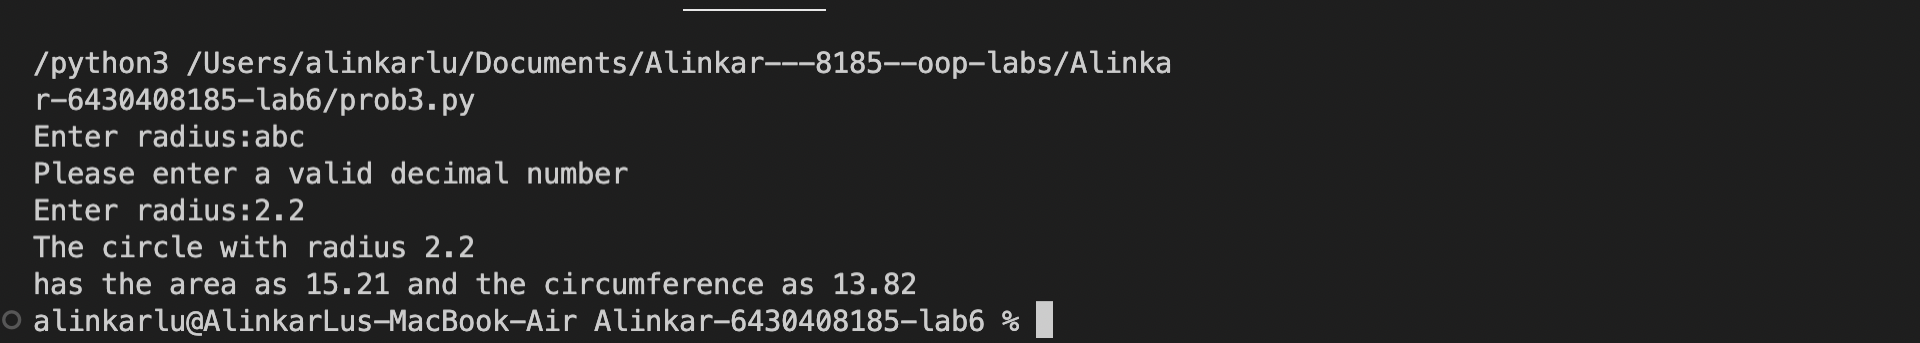 /python3 /Users/alinkarlu/Documents/Alinkar---8185--oop-labs/Alinka
r-6430408185-lab6/prob3.py
Enter radius:abc
Please enter a valid decimal number
Enter radius:2.2
The circle with radius 2.2
has the area as 15.21 and the circumference as 13.82
alinkarlu@AlinkarLus-MacBook-Air Alinkar-6430408185-lab6 %